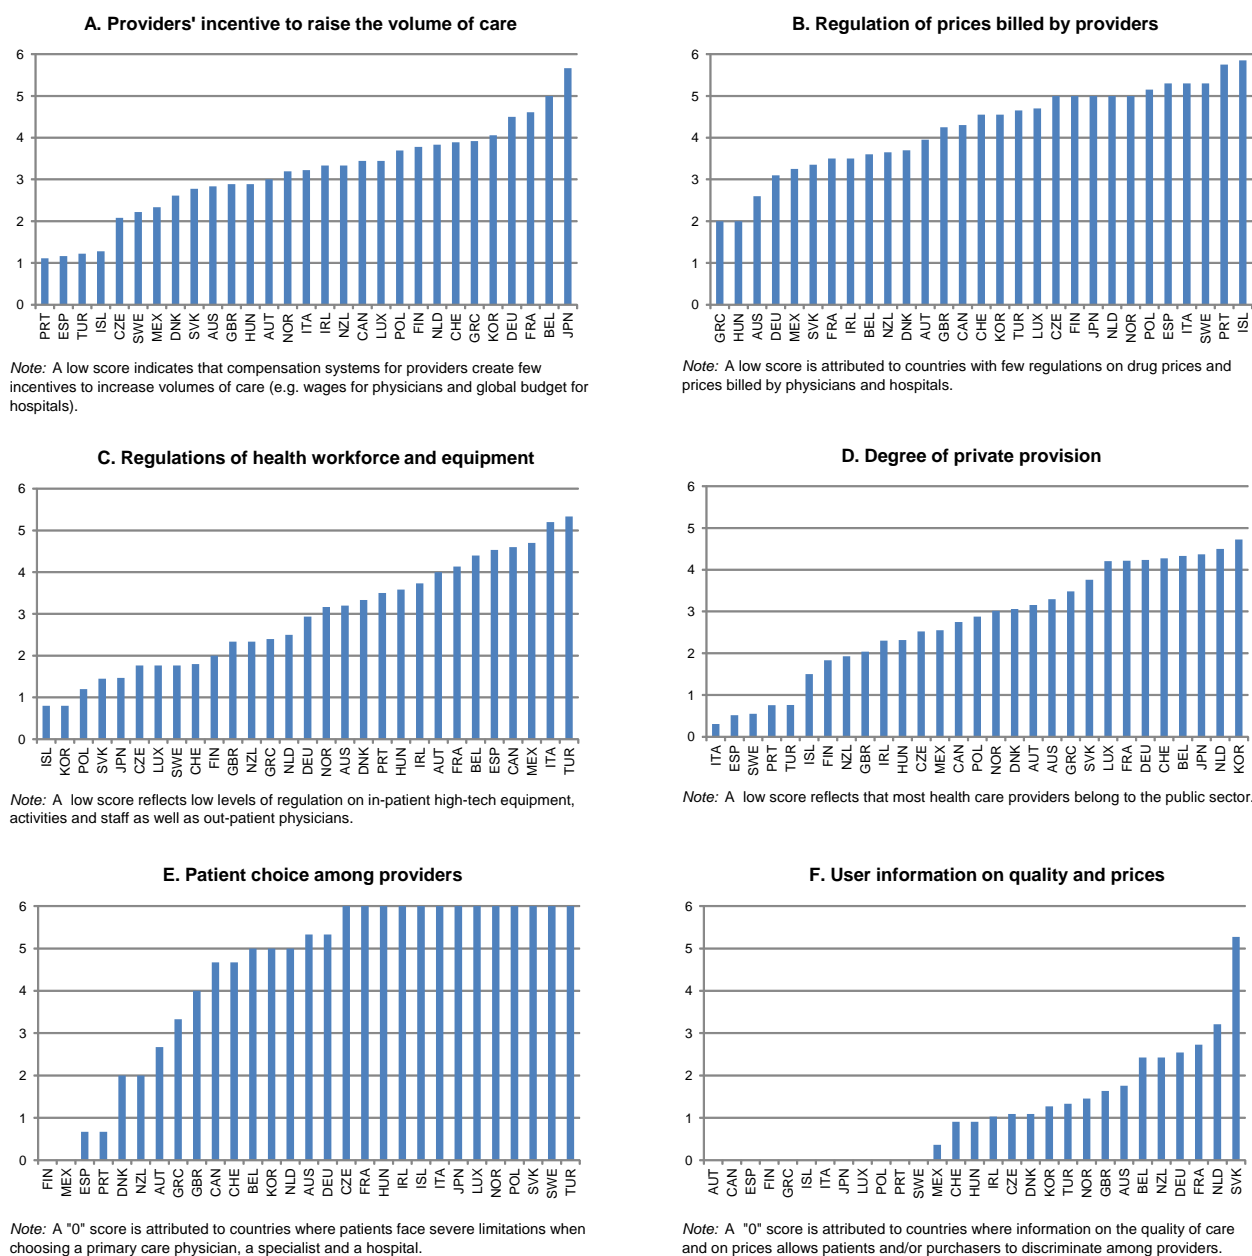 A. Providers' incentive to raise the volume of care
6
5
4
3
2
1
0
PRT ESP TUR ISL CZE SWE MEX DNK SVK AUS GBR HUN AUT NOR ITA IRL NZL CAN LUX POL FIN NLD CHE GRC KOR DEU FRA BEL JPN
Note: A low score indicates that compensation systems for providers create few
incentives to increase volumes of care (e.g. wages for physicians and global budget for
hospitals).
B. Regulation of prices billed by providers
6
5
4
3
2
1
0
GRC HUN AUS DEU MEX SVK FRA IRL BEL NZL DNK AUT GBR CAN CHE KOR TUR LUX CZE FIN JPN NLD NOR POL ESP ITA SWE PRT ISL
Note: A low score is attributed to countries with few regulations on drug prices and
prices billed by physicians and hospitals.
C. Regulations of health workforce and equipment
6
5
4
3
2
1
0
ISL KOR POL SVK JPN CZE LUX SWE CHE FIN GBR NZL GRC NLD DEU NOR AUS DNK PRT HUN IRL AUT FRA BEL ESP CAN MEX ITA TUR
Note: A low score reflects low levels of regulation on in-patient high-tech equipment,
activities and staff as well as out-patient physicians.
D. Degree of private provision
6
5
4
3
2
1
0
ITA ESP SWE PRT TUR ISL FIN NZL GBR IRL HUN CZE MEX CAN POL NOR DNK AUT AUS GRC SVK LUX FRA DEU CHE BEL JPN NLD KOR
Note: A low score reflects that most health care providers belong to the public sector.
E. Patient choice among providers
6
5
4
3
2
1
0
FIN MEX ESP PRT DNK NZL AUT GRC GBR CAN CHE BEL KOR NLD AUS DEU CZE FRA HUN IRL ISL ITA JPN LUX NOR POL SVK SWE TUR
Note: A "0" score is attributed to countries where patients face severe limitations when
choosing a primary care physician, a specialist and a hospital.
F. User information on quality and prices
6
5
4
3
2
1
0
AUT CAN ESP FIN GRC ISL ITA JPN LUX POL PRT SWE MEX CHE HUN IRL CZE DNK KOR TUR NOR GBR AUS BEL NZL DEU FRA NLD SVK
Note: A "0" score is attributed to countries where information on the quality of care
and on prices allows patients and/or purchasers to discriminate among providers.